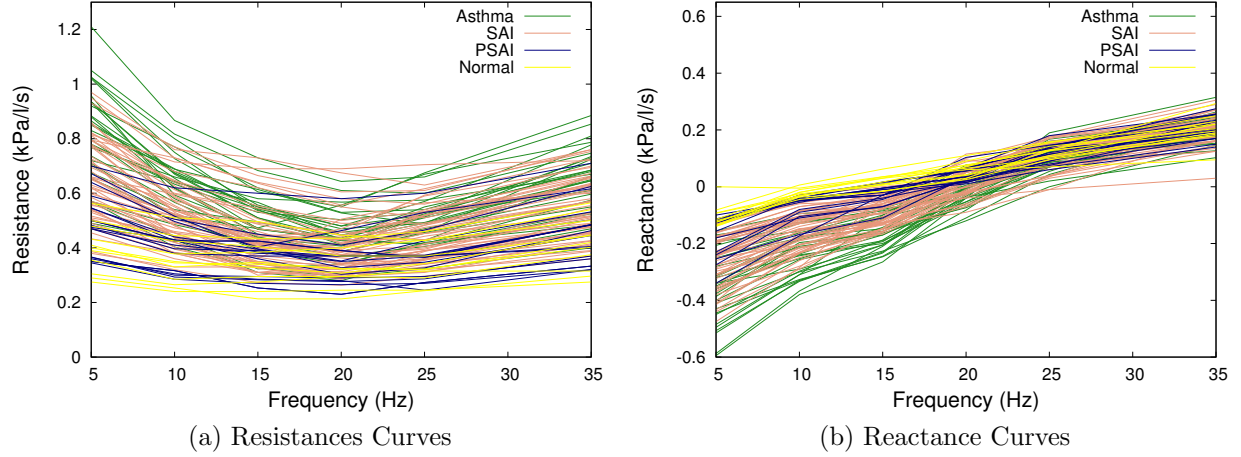 Resistance (kPa/l/s)
1.2
1
0.8
0.6
0.4
0.2
0
5 10 15 20 25 30 35
Frequency (Hz)
Asthma
SAI
PSAI
Normal
(a) Resistances Curves
Reactance (kPa/l/s)
0.6
0.4
0.2
0
-0.2
-0.4
-0.6
5 10 15 20 25 30 35
Frequency (Hz)
Asthma
SAI
PSAI
Normal
(b) Reactance Curves